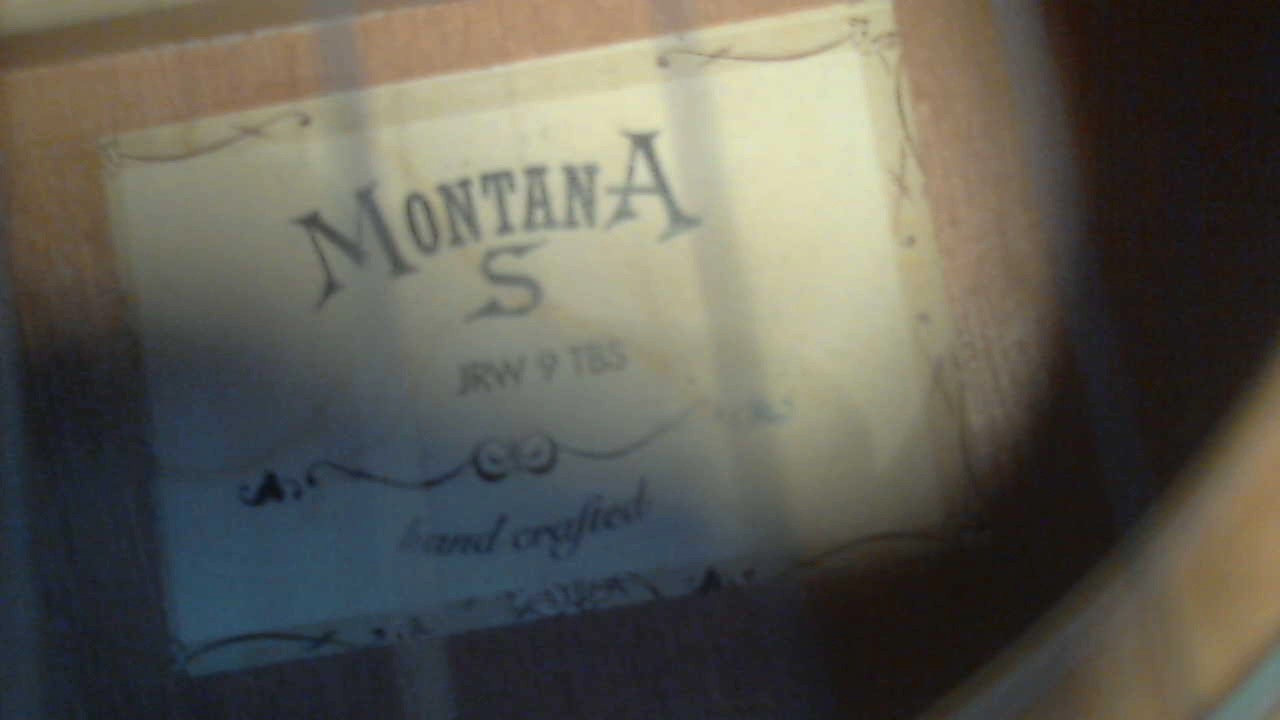 MONTANA
S
JRW 9 TBS
hand crafted